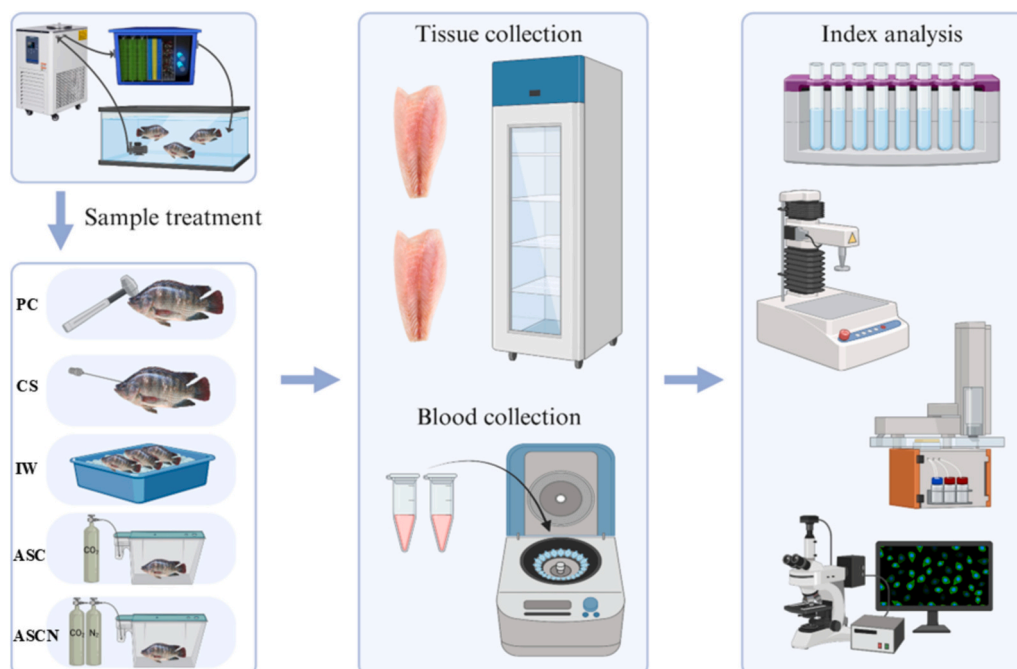 Tissue collection
Index analysis
Sample treatment
PC
CS
IW
Blood collection
ASC
CO₂
ASCN
CO₂ N₂